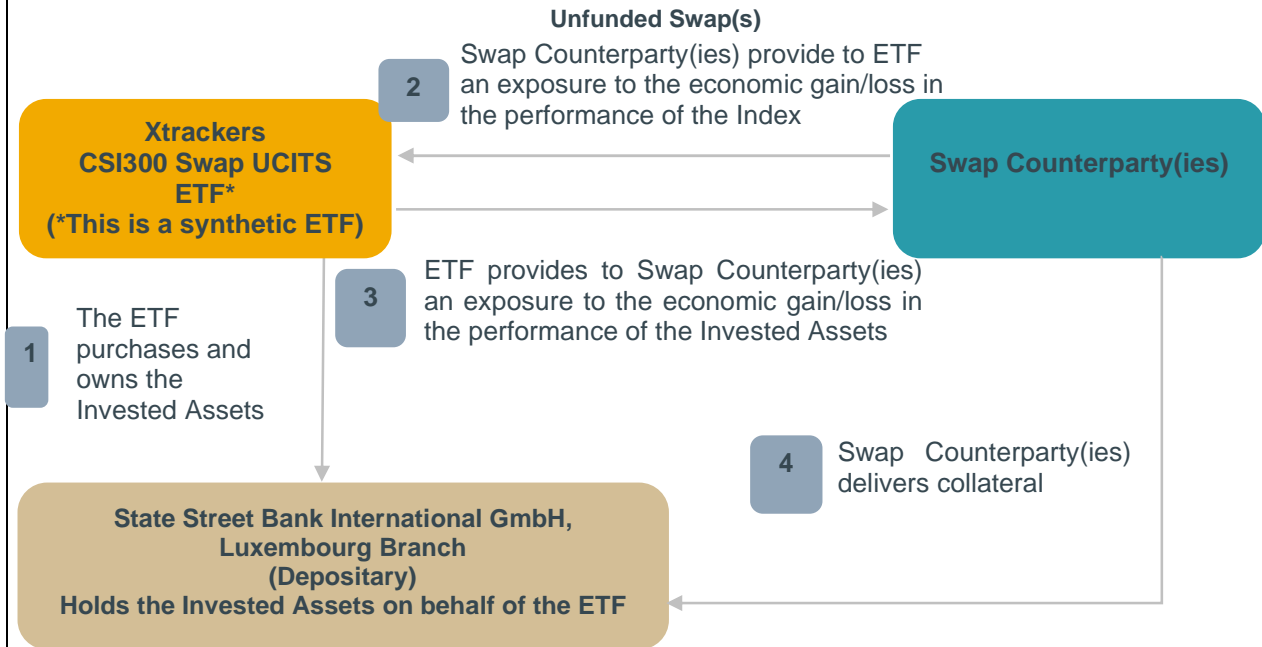 Unfunded Swap(s)
2
Swap Counterparty(ies) provide to ETF
an exposure to the economic gain/loss in
the performance of the Index
Xtrackers
CSI300 Swap UCITS
ETF*
(*This is a synthetic ETF)
Swap Counterparty(ies)
3
ETF provides to Swap Counterparty(ies)
an exposure to the economic gain/loss in
the performance of the Invested Assets
1
The ETF
purchases and
owns the
Invested Assets
4
Swap Counterparty(ies)
delivers collateral
State Street Bank International GmbH,
Luxembourg Branch
(Depositary)
Holds the Invested Assets on behalf of the ETF